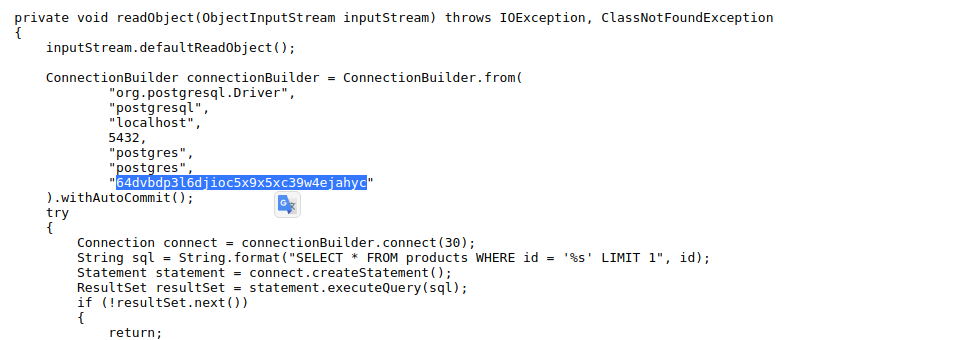 private void readObject(ObjectInputStream inputStream) throws IOException, ClassNotFoundException
{
    inputStream.defaultReadObject();

    ConnectionBuilder connectionBuilder = ConnectionBuilder.from(
            "org.postgresql.Driver",
            "postgresql",
            "localhost",
            5432,
            "postgres",
            "postgres",
            "64dvbdp3l6djioc5x9x5xc39w4ejahyc"
    ).withAutoCommit();
    try
    {
        Connection connect = connectionBuilder.connect(30);
        String sql = String.format("SELECT * FROM products WHERE id = '%s' LIMIT 1", id);
        Statement statement = connect.createStatement();
        ResultSet resultSet = statement.executeQuery(sql);
        if (!resultSet.next())
        {
            return;